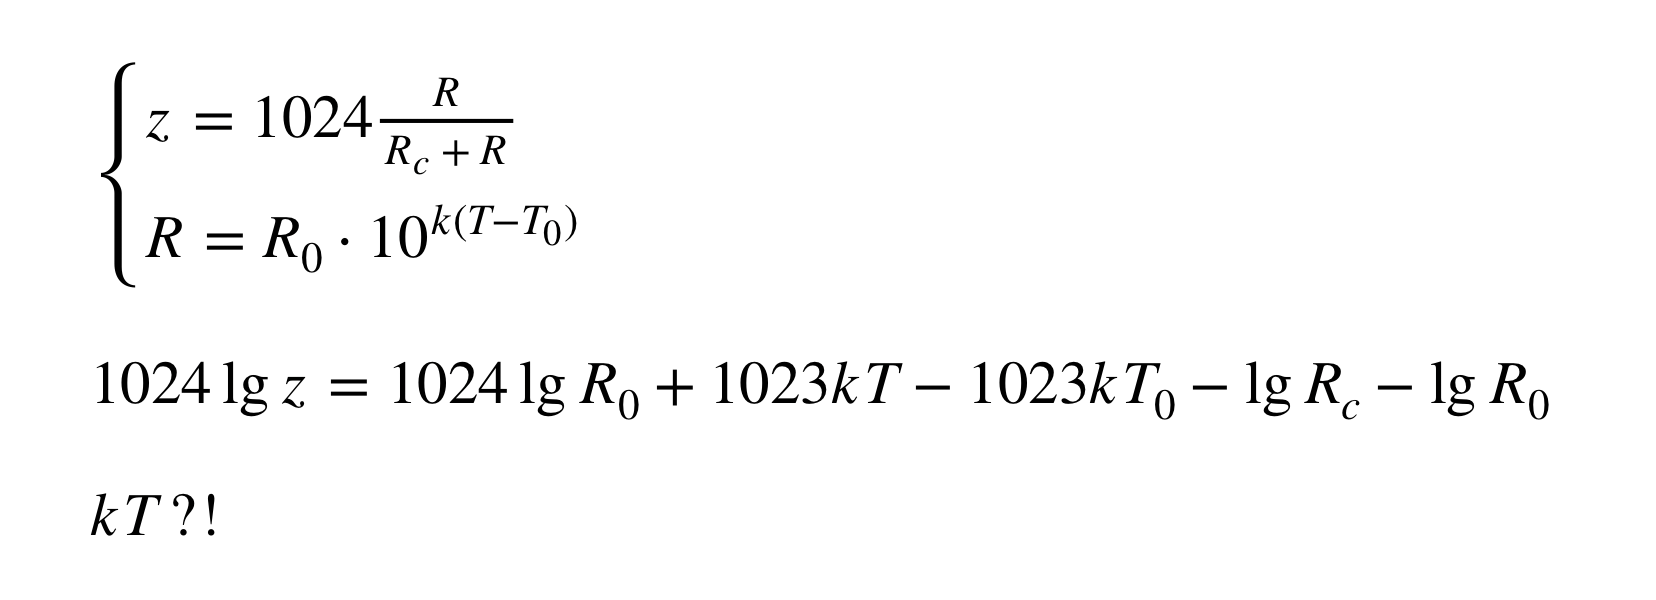 z = 1024 R / (R_c + R)
R = R_0 · 10^{k(T−T_0)}
1024 lg z = 1024 lg R_0 + 1023kT − 1023kT_0 − lg R_c − lg R_0
kT?!